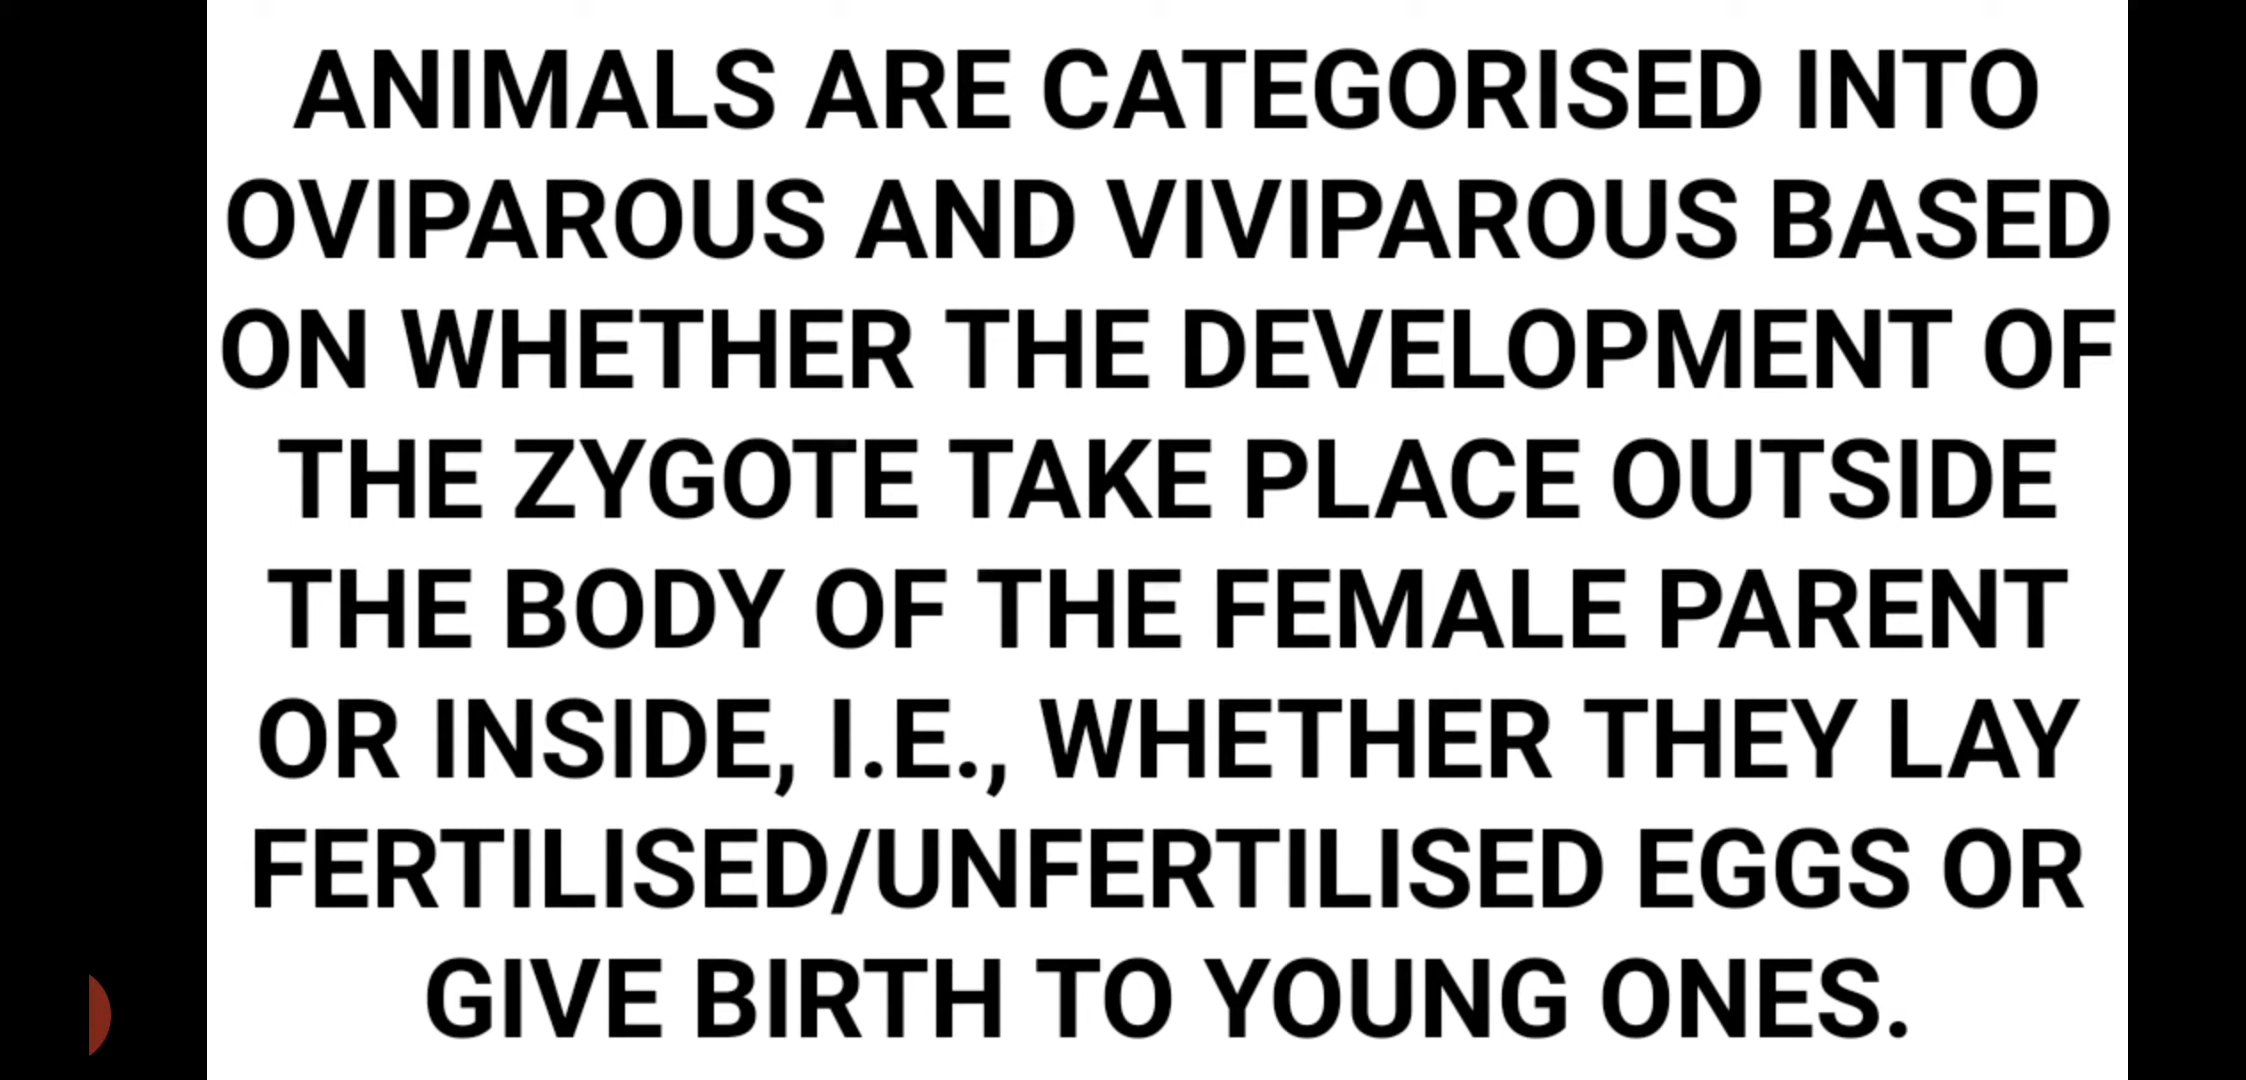 ANIMALS ARE CATEGORISED INTO
OVIPAROUS AND VIVIPAROUS BASED
ON WHETHER THE DEVELOPMENT OF
THE ZYGOTE TAKE PLACE OUTSIDE
THE BODY OF THE FEMALE PARENT
OR INSIDE, I.E., WHETHER THEY LAY
FERTILISED/UNFERTILISED EGGS OR
GIVE BIRTH TO YOUNG ONES.